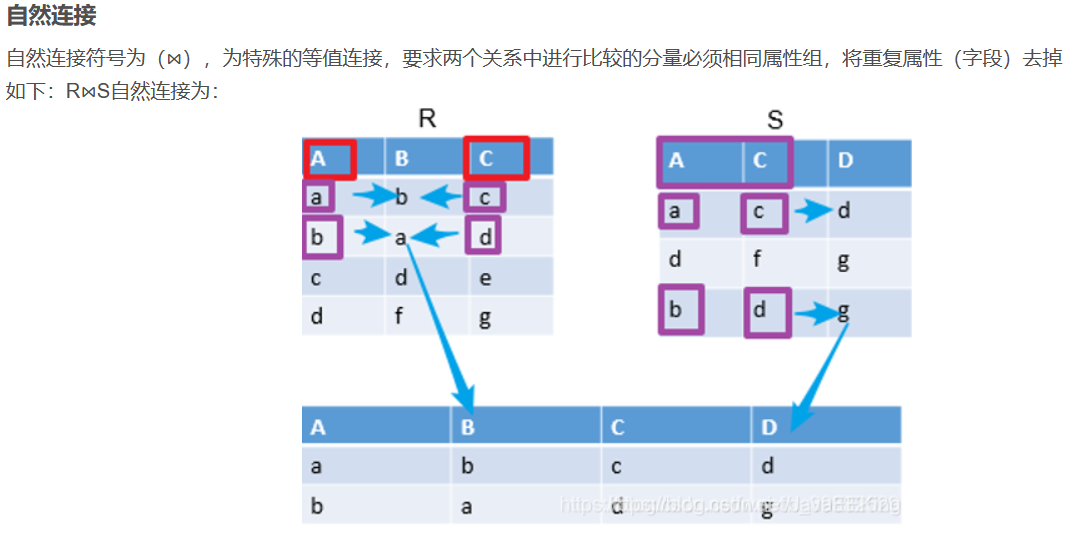 自然连接
自然连接符号为（⋈），为特殊的等值连接，要求两个关系中进行比较的分量必须相同属性组，将重复属性（字段）去掉
如下：R⋈S自然连接为：
R S
A B C A C D
a b c a c d
b a d d f g
c d e b d g
d f g
A B C D
a b c d
b a d g